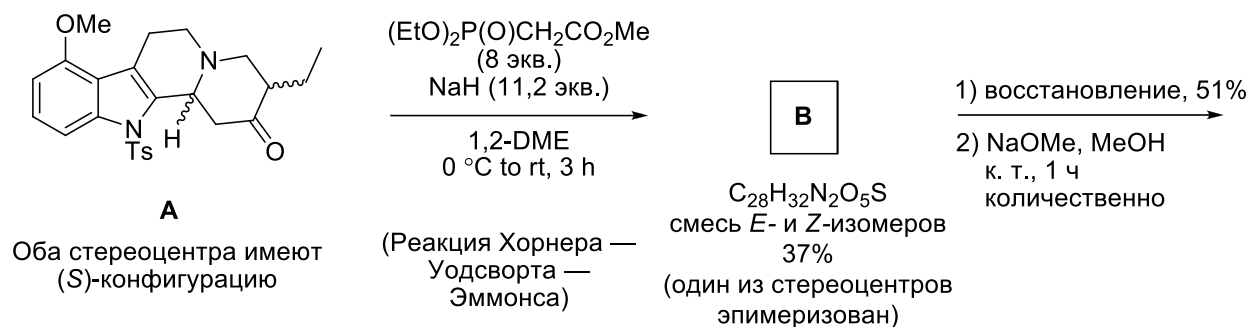 OMe
N
N
Ts
H
O
A
Оба стереоцентра имеют
(S)-конфигурацию
(EtO)₂P(O)CH₂CO₂Me
(8 экв.)
NaH (11,2 экв.)
1,2-DME
0 °C to rt, 3 h
(Реакция Хорнера —
Уодсворта —
Эммонса)
B
C₂₈H₃₂N₂O₅S
смесь E- и Z-изомеров
37%
(один из стереоцентров
эпимеризован)
1) восстановление, 51%
2) NaOMe, MeOH
к. т., 1 ч
количественно